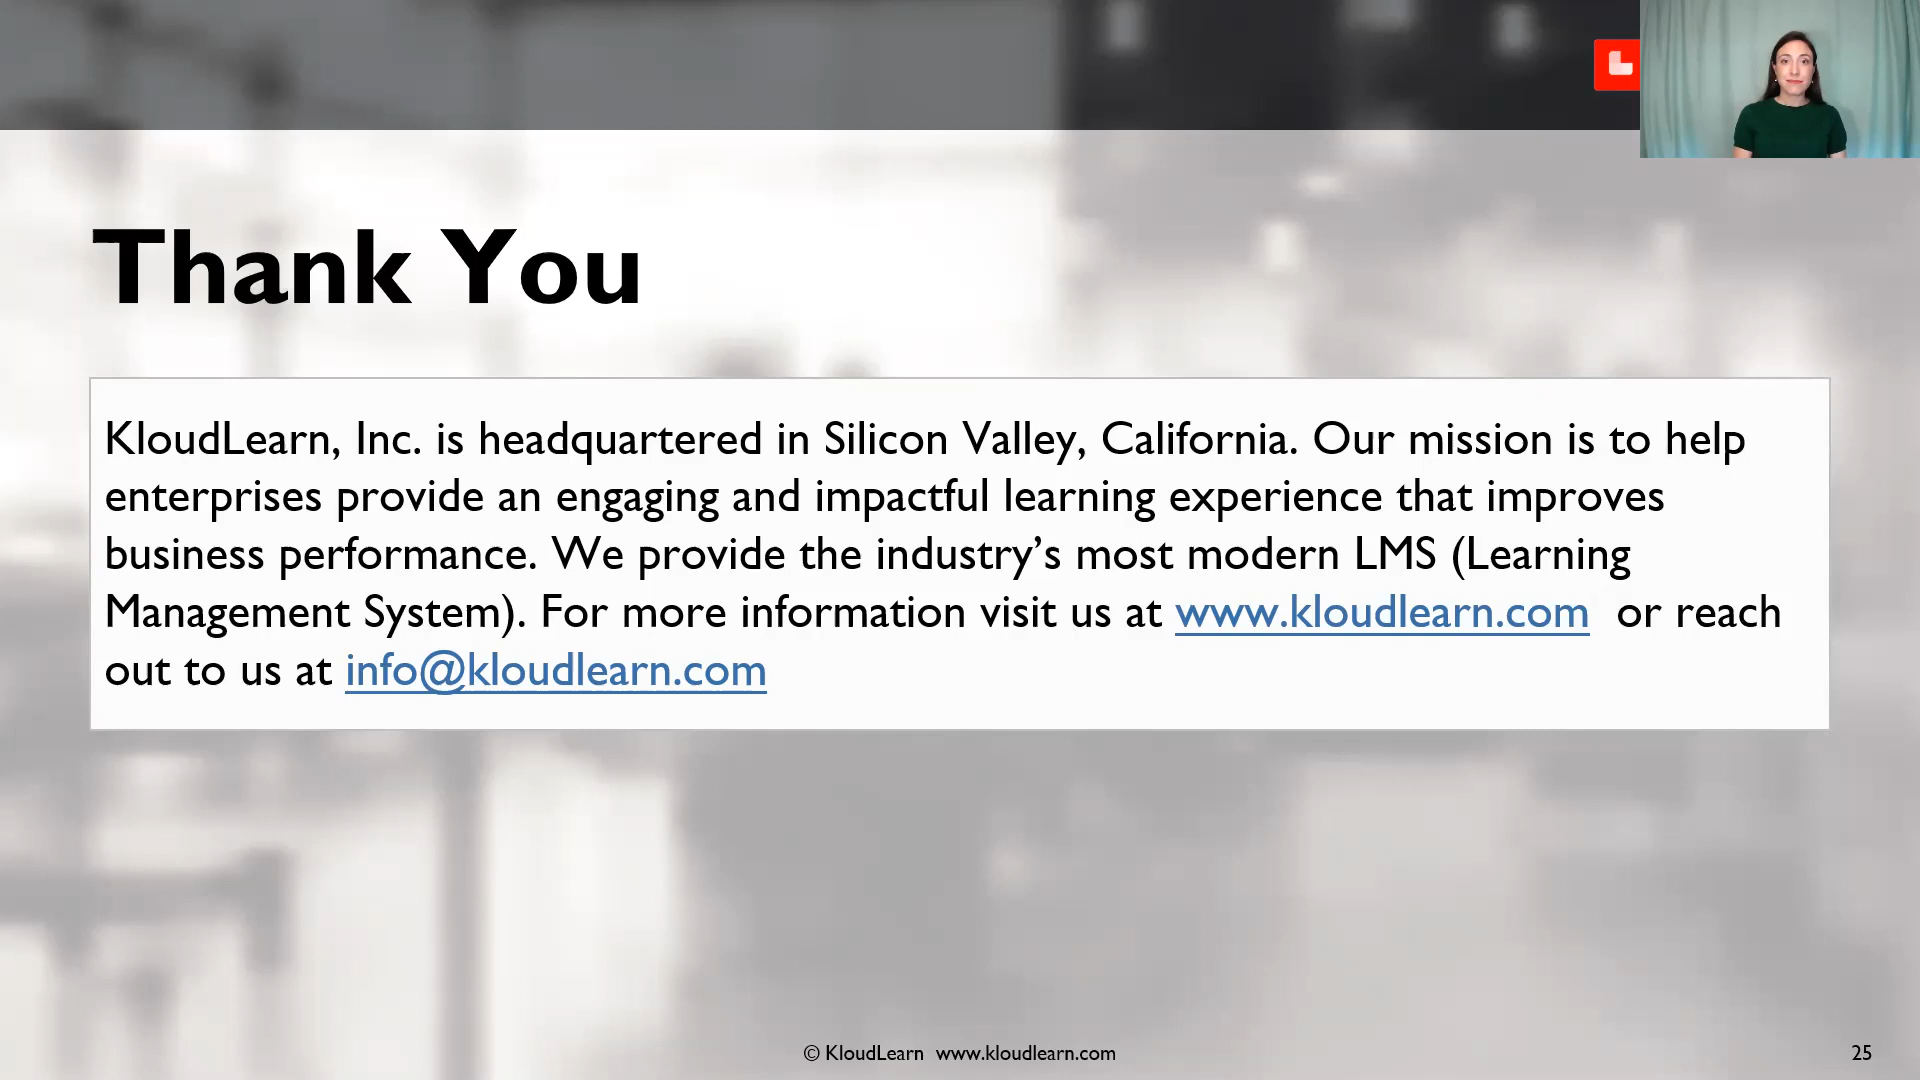 Thank You
KloudLearn, Inc. is headquartered in Silicon Valley, California. Our mission is to help
enterprises provide an engaging and impactful learning experience that improves
business performance. We provide the industry’s most modern LMS (Learning
Management System). For more information visit us at www.kloudlearn.com or reach
out to us at info@kloudlearn.com
© KloudLearn www.kloudlearn.com
25